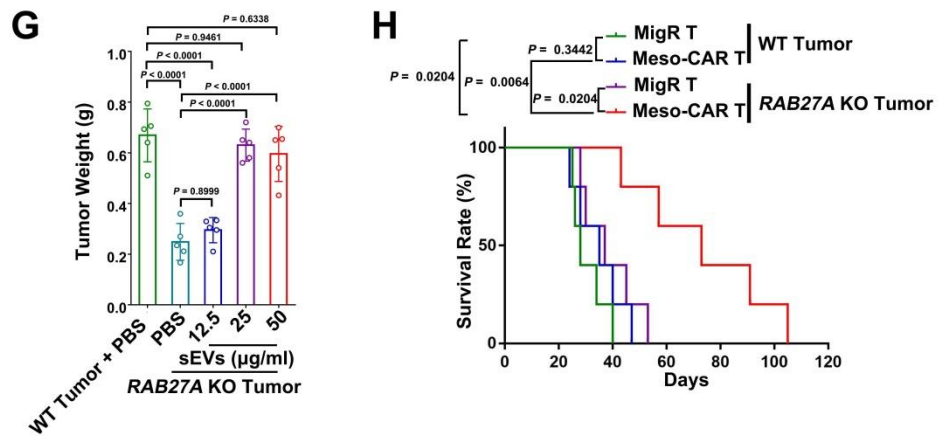 G
P = 0.6338
P = 0.9461
P < 0.0001
P < 0.0001
P < 0.0001
P < 0.0001
P = 0.8999
Tumor Weight (g)
1.0
0.8
0.6
0.4
0.2
0.0
WT Tumor + PBS
PBS
12.5
25
50
sEVs (µg/ml)
RAB27A KO Tumor
H
P = 0.0204
P = 0.0064
P = 0.3442
P = 0.0204
MigR T
Meso-CAR T
WT Tumor
MigR T
Meso-CAR T
RAB27A KO Tumor
Survival Rate (%)
100
50
0
0 20 40 60 80 100 120
Days